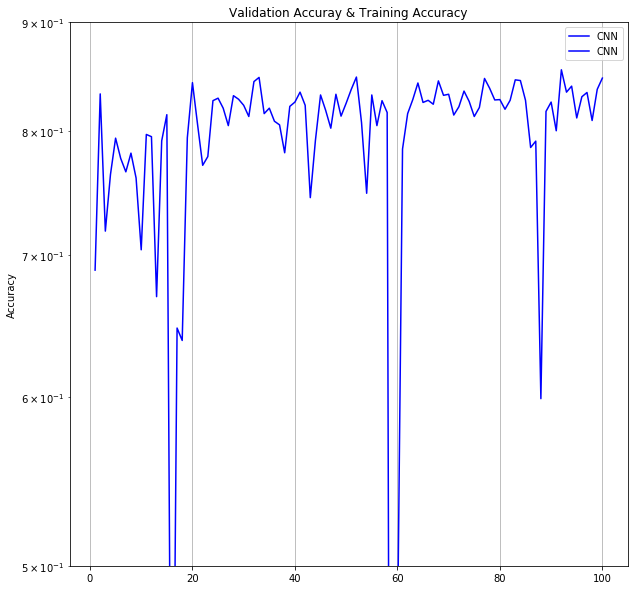 Validation Accuray & Training Accuracy
CNN
CNN
9 × 10⁻¹
8 × 10⁻¹
7 × 10⁻¹
6 × 10⁻¹
5 × 10⁻¹
Accuracy
0 20 40 60 80 100